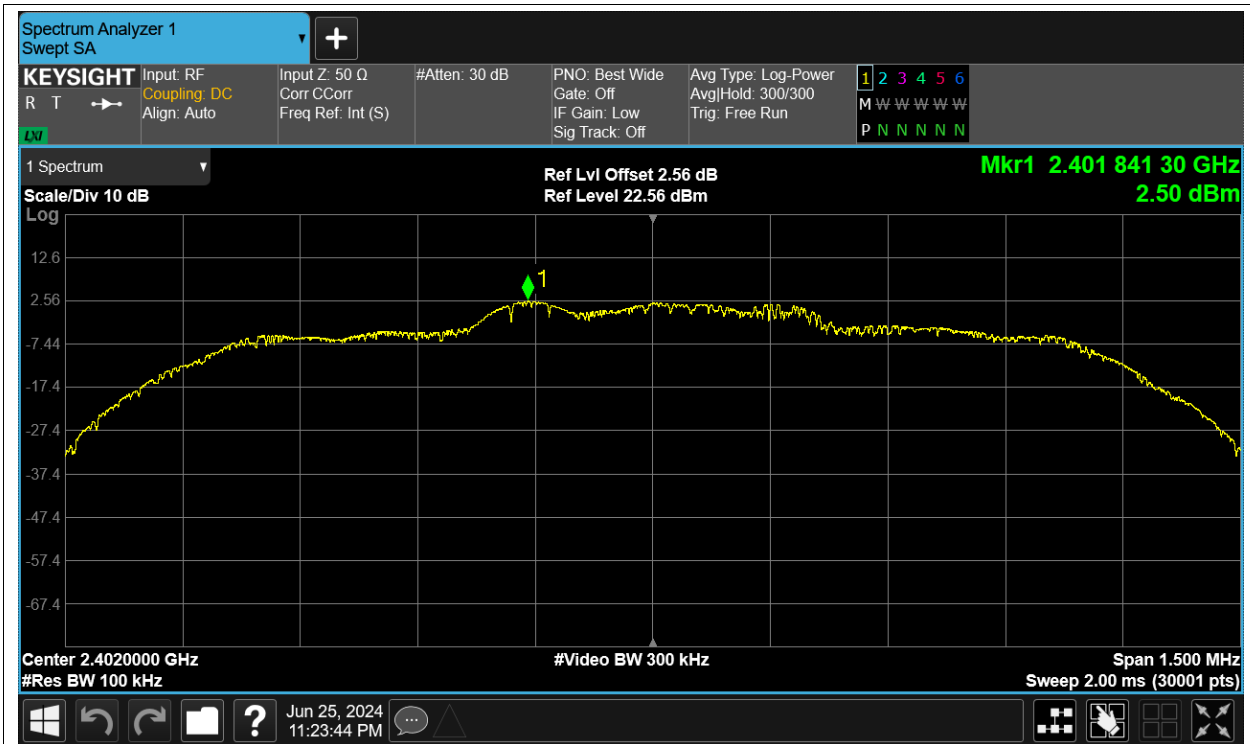 Spectrum Analyzer 1
Swept SA
KEYSIGHT
R T
LXI
Input: RF
Coupling: DC
Align: Auto
Input Z: 50 Ω
Corr CCorr
Freq Ref: Int (S)
#Atten: 30 dB
PNO: Best Wide
Gate: Off
IF Gain: Low
Sig Track: Off
Avg Type: Log-Power
Avg|Hold: 300/300
Trig: Free Run
1 2 3 4 5 6
M W W W W W
P N N N N N
1 Spectrum
Scale/Div 10 dB
Log
Ref Lvl Offset 2.56 dB
Ref Level 22.56 dBm
Mkr1 2.401 841 30 GHz
2.50 dBm
12.6
1
2.56
-7.44
-17.4
-27.4
-37.4
-47.4
-57.4
-67.4
Center 2.4020000 GHz
#Res BW 100 kHz
#Video BW 300 kHz
Span 1.500 MHz
Sweep 2.00 ms (30001 pts)
?
Jun 25, 2024
11:23:44 PM